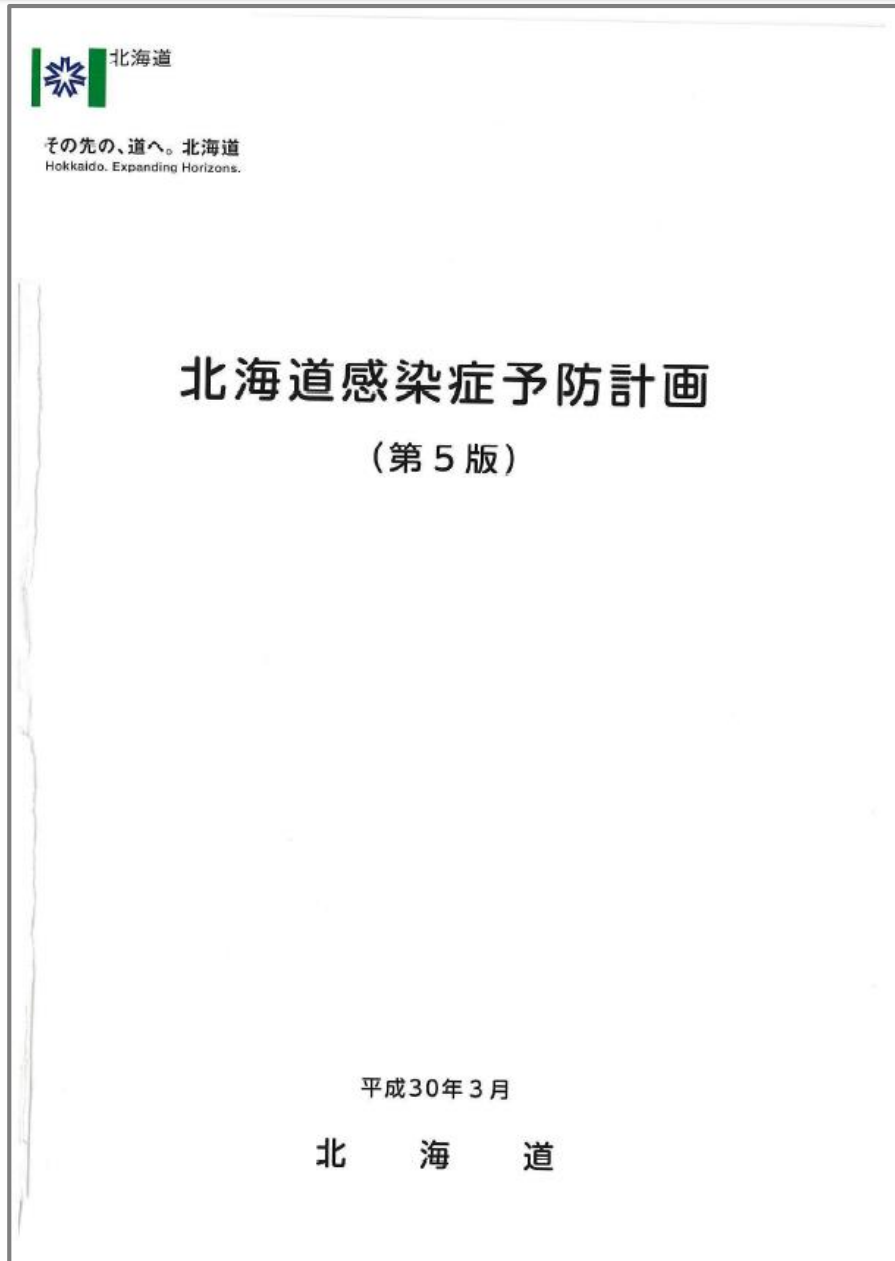 北海道
その先の、道へ。北海道
Hokkaido. Expanding Horizons.
北海道感染症予防計画
(第5版)
平成30年3月
北海道